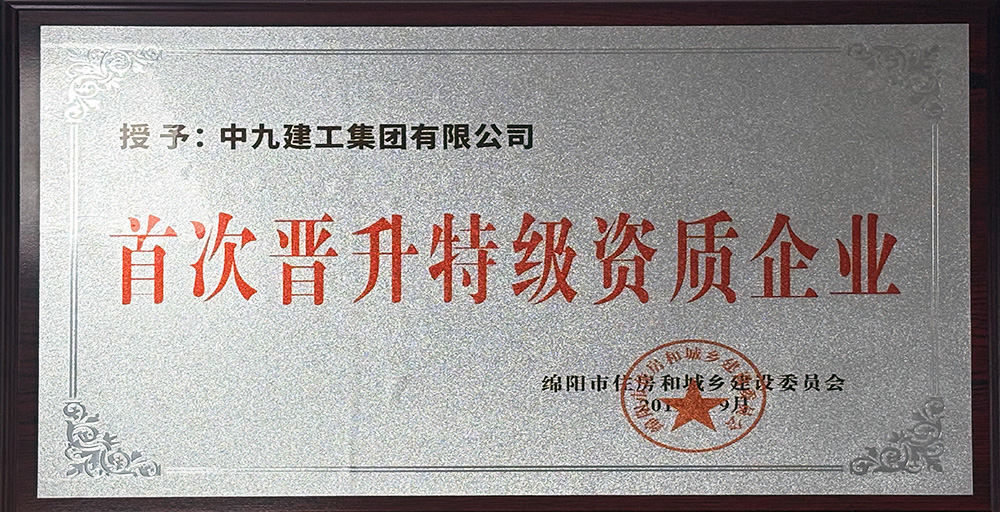 授予：中九建工集团有限公司
首次晋升特级资质企业
绵阳市住房和城乡建设委员会
9月